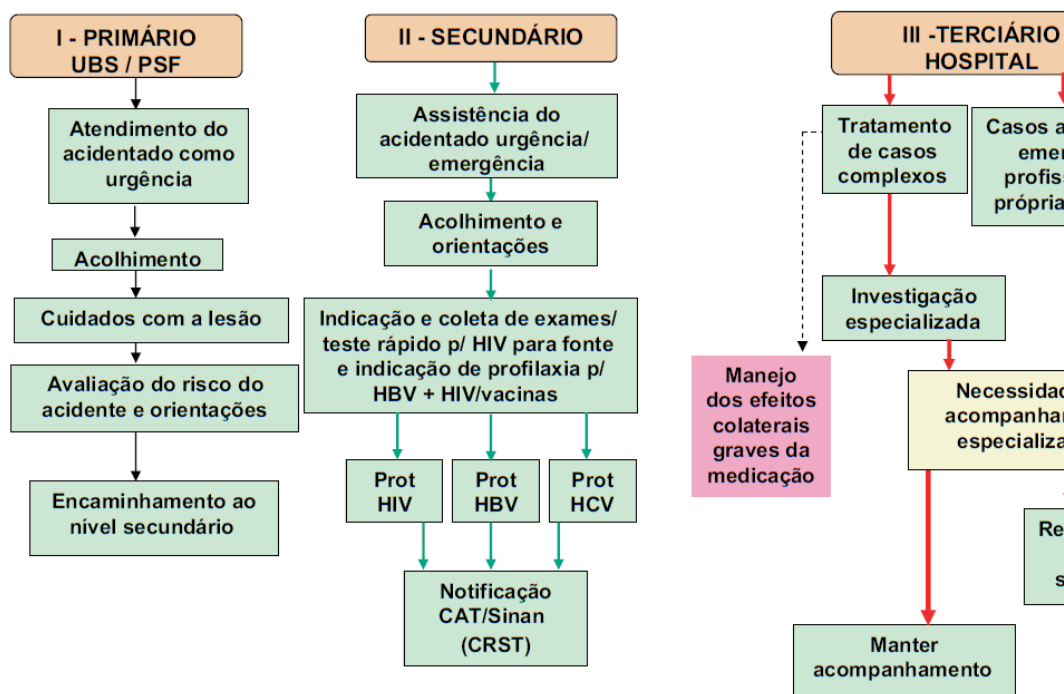 I - PRIMÁRIO
UBS / PSF
Atendimento do
acidentado como
urgência
Acolhimento
Cuidados com a lesão
Avaliação do risco do
acidente e orientações
Encaminhamento ao
nível secundário
II - SECUNDÁRIO
Assistência do
acidentado urgência/
emergência
Acolhimento e
orientações
Indicação e coleta de exames/
teste rápido p/ HIV para fonte
e indicação de profilaxia p/
HBV + HIV/vacinas
Prot
HIV
Prot
HBV
Prot
HCV
Notificação
CAT/Sinan
(CRST)
III -TERCIÁRIO
HOSPITAL
Tratamento
de casos
complexos
Casos
Investigação
especializada
Manejo
dos efeitos
colaterais
graves da
medicação
Manter
acompanhamento